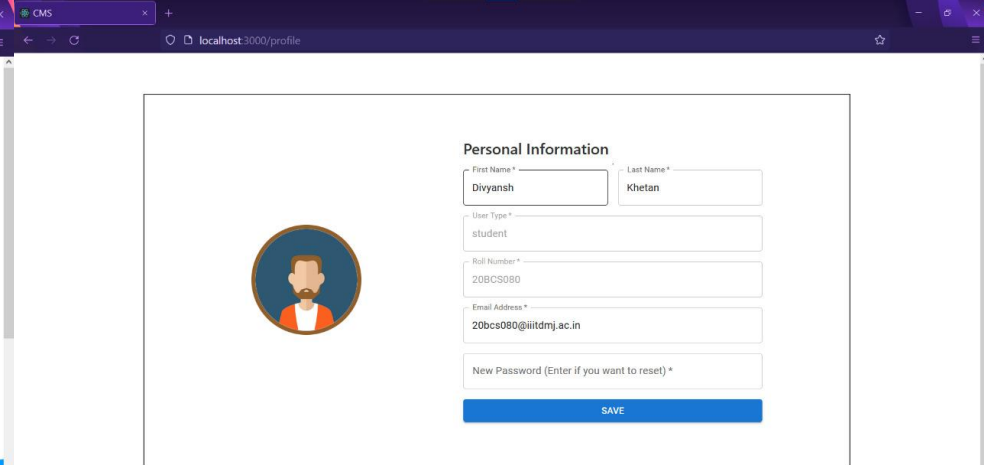 CMS
localhost:3000/profile
Personal Information
First Name *
Last Name *
Divyansh
Khetan
User Type *
student
Roll Number *
20BCS080
Email Address *
20bcs080@iiitdmj.ac.in
New Password (Enter if you want to reset) *
SAVE